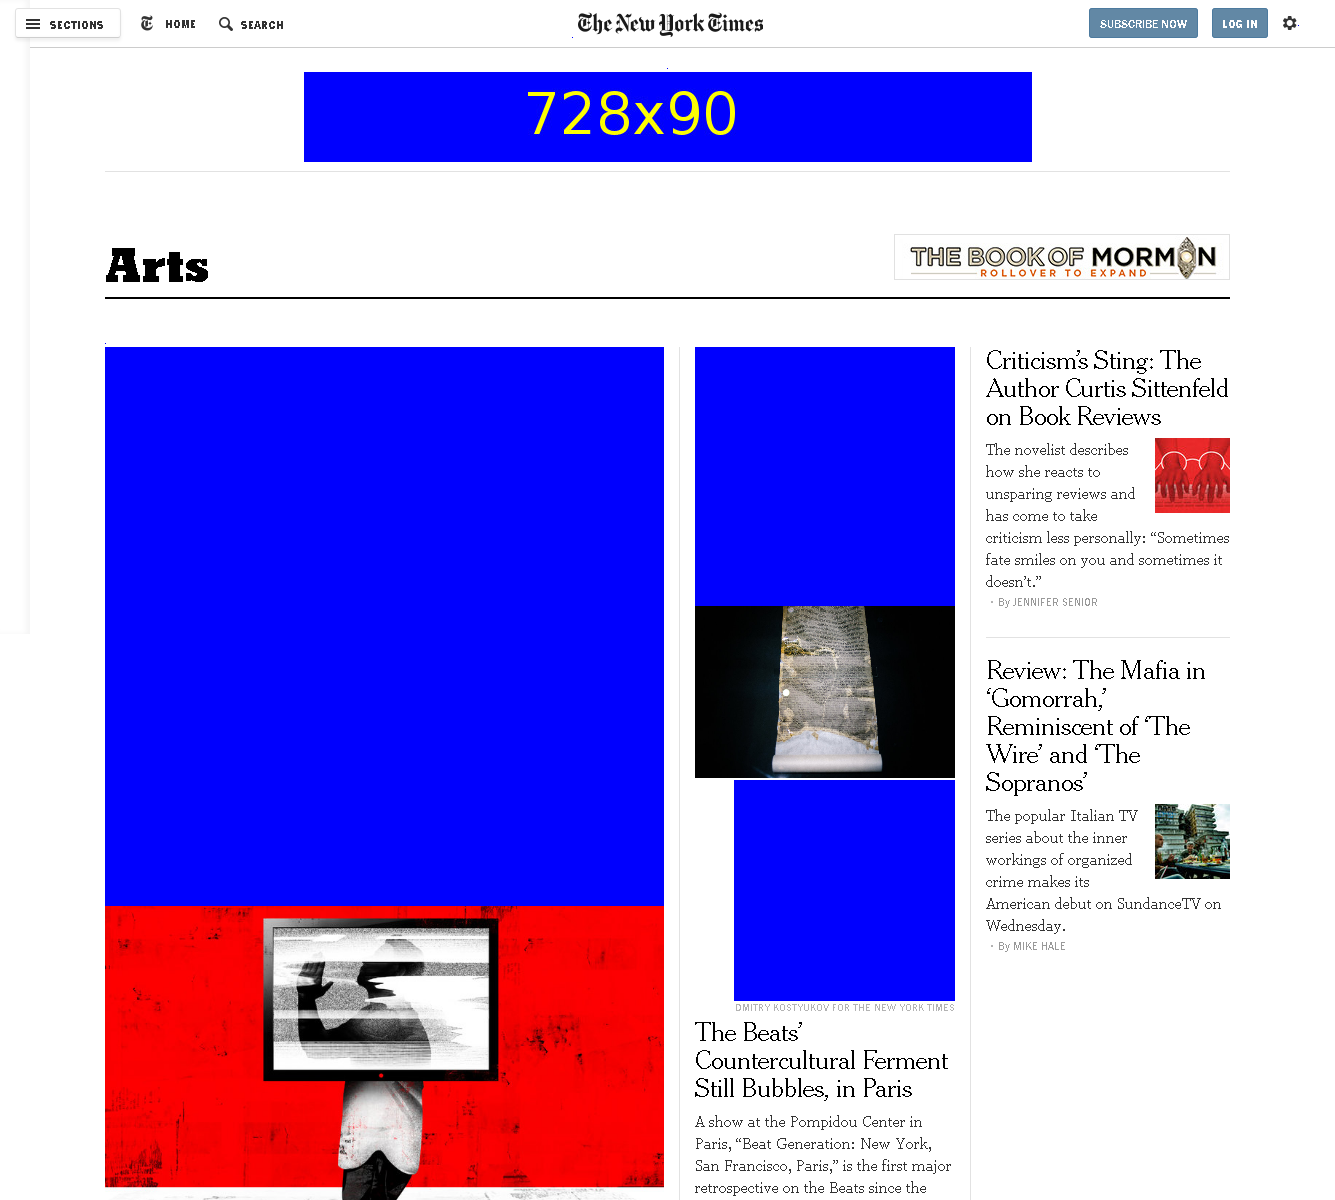 SECTIONS
HOME
SEARCH
The New York Times
SUBSCRIBE NOW
LOG IN
728x90
Arts
THE BOOK OF MORMON
ROLLOVER TO EXPAND
Criticism’s Sting: The
Author Curtis Sittenfeld
on Book Reviews
The novelist describes
how she reacts to
unsparing reviews and
has come to take
criticism less personally: “Sometimes
fate smiles on you and sometimes it
doesn’t.”
• By JENNIFER SENIOR
Review: The Mafia in
‘Gomorrah,’
Reminiscent of ‘The
Wire’ and ‘The
Sopranos’
The popular Italian TV
series about the inner
workings of organized
crime makes its
American debut on SundanceTV on
Wednesday.
• By MIKE HALE
DMITRY KOSTYUKOV FOR THE NEW YORK TIMES
The Beats’
Countercultural Ferment
Still Bubbles, in Paris
A show at the Pompidou Center in
Paris, “Beat Generation: New York,
San Francisco, Paris,” is the first major
retrospective on the Beats since the